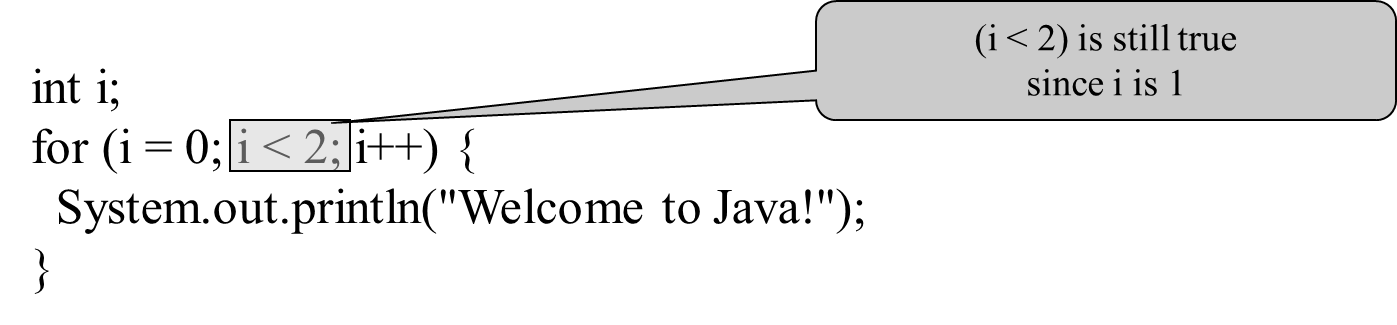 (i < 2) is still true
since i is 1
int i;
for (i = 0; i < 2; i++) {
System.out.println("Welcome to Java!");
}